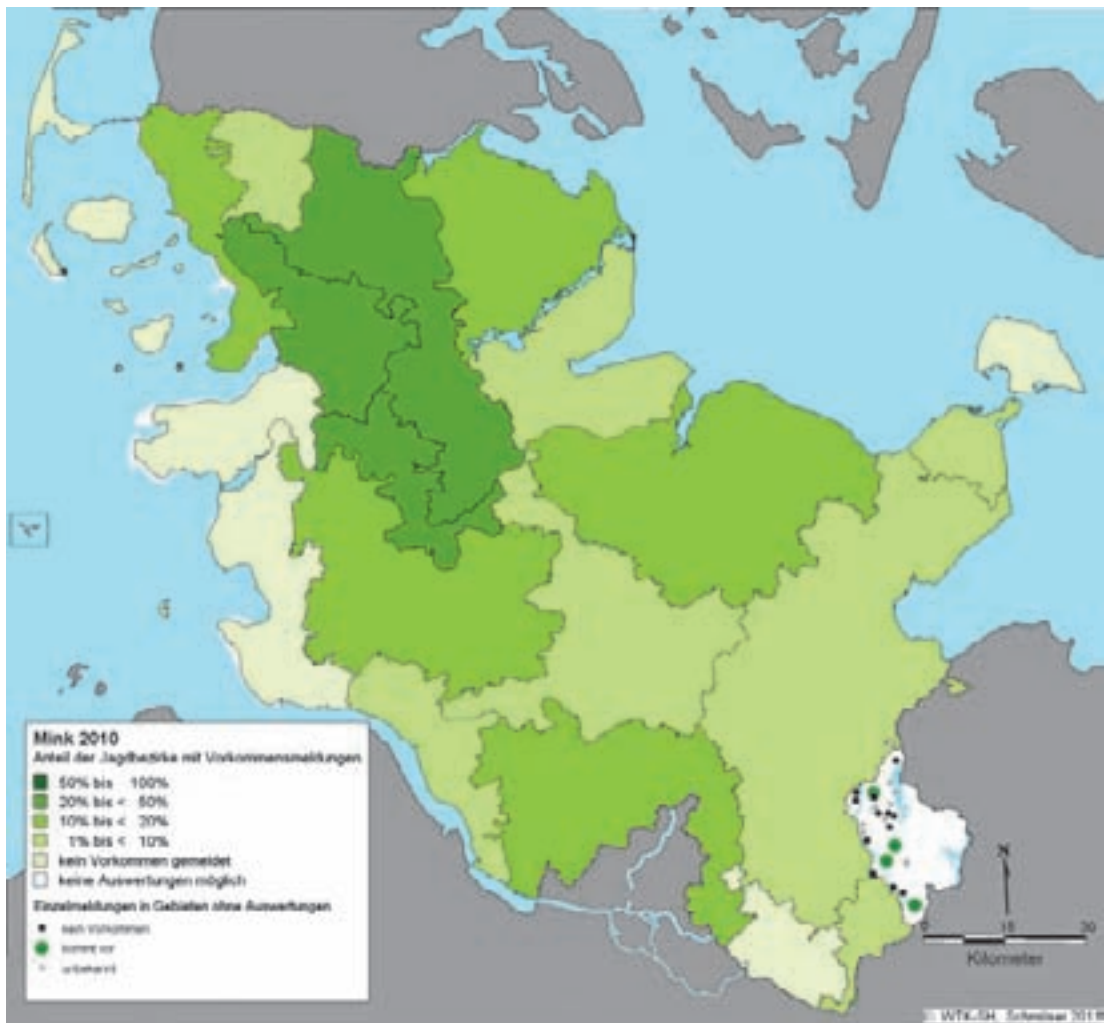 Mink 2010
Anteil der Jagdbezirke mit Vorkommensmeldungen
50% bis 100%
20% bis < 50%
10% bis < 20%
1% bis < 10%
kein Vorkommen gemeldet
keine Auswertungen möglich
Einzelmeldungen in Gebieten ohne Auswertungen
kein Vorkommen
kommt vor
unbekannt
N
0 15 30
Kilometer
© WTK-SH,